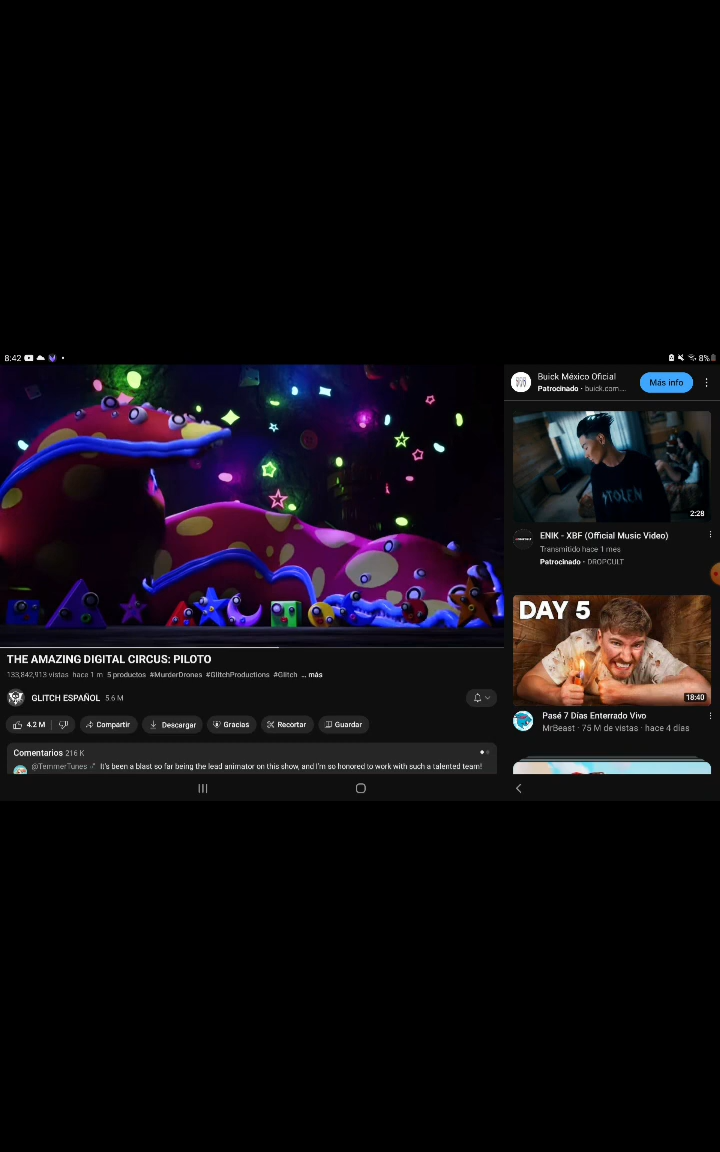 8:42
8%
Buick México Oficial
Patrocinado • buick.com...
Más info
STOLEN
2:28
ENIK - XBF (Official Music Video)
Transmitido hace 1 mes
Patrocinado • DROPCULT
DAY 5
18:40
Pasé 7 Días Enterrado Vivo
MrBeast · 75 M de vistas · hace 4 días
THE AMAZING DIGITAL CIRCUS: PILOTO
133,842,913 vistas hace 1 m 5 productos #MurderDrones #GlitchProductions #Glitch ... más
GLITCH ESPAÑOL 5.6 M
4.2 M
Compartir
Descargar
Gracias
Recortar
Guardar
Comentarios 216 K
@TemmerTunes It's been a blast so far being the lead animator on this show, and I'm so honored to work with such a talented team!